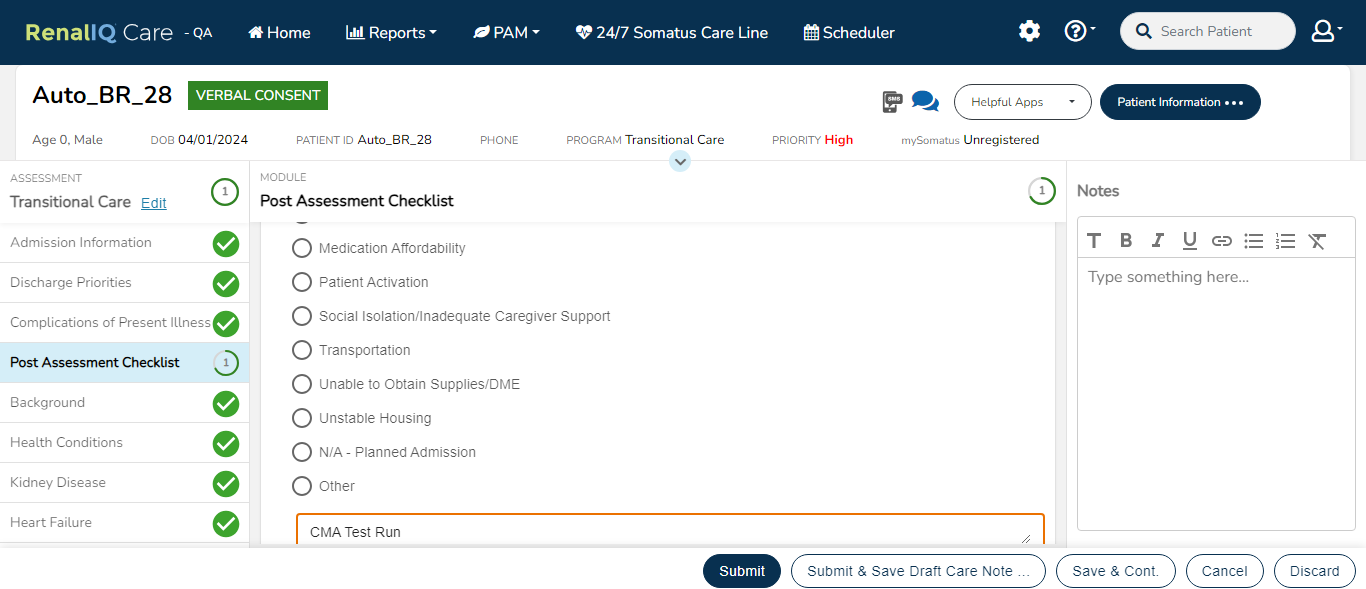 RenalIQ Care - QA Home Reports PAM 24/7 Somatus Care Line Scheduler Search Patient
Auto_BR_28 VERBAL CONSENT SMS Helpful Apps Patient Information
Age 0, Male DOB 04/01/2024 PATIENT ID Auto_BR_28 PHONE PROGRAM Transitional Care PRIORITY High mySomatus Unregistered
ASSESSMENT
Transitional Care Edit 1
Admission Information
Discharge Priorities
Complications of Present Illness
Post Assessment Checklist 1
Background
Health Conditions
Kidney Disease
Heart Failure
MODULE
Post Assessment Checklist 1
Medication Affordability
Patient Activation
Social Isolation/Inadequate Caregiver Support
Transportation
Unable to Obtain Supplies/DME
Unstable Housing
N/A - Planned Admission
Other
CMA Test Run
Notes
Type something here...
Submit Submit & Save Draft Care Note ... Save & Cont. Cancel Discard